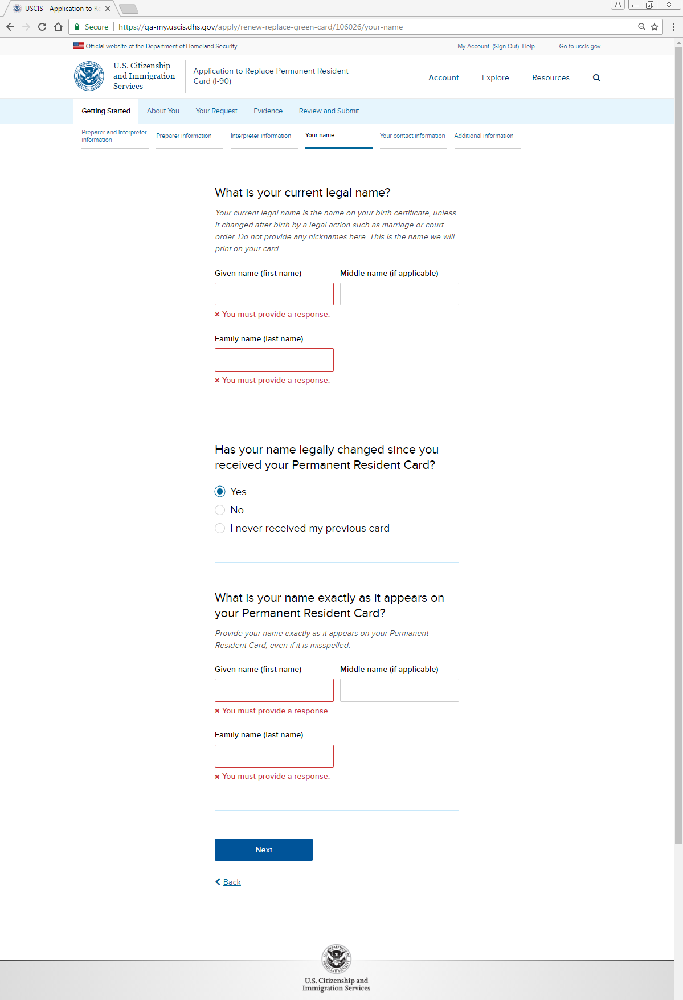 USCIS - Application to Re
Secure https://qa-my.uscis.dhs.gov/apply/renew-replace-green-card/106026/your-name
Official website of the Department of Homeland Security
My Account (Sign Out) Help Go to uscis.gov
U.S. Citizenship
and Immigration
Services
Application to Replace Permanent Resident
Card (I-90)
Account Explore Resources
Getting Started About You Your Request Evidence Review and Submit
Preparer and Interpreter
Information
Preparer Information
Interpreter Information
Your name
Your contact Information
Additional Information
What is your current legal name?
Your current legal name is the name on your birth certificate, unless
it changed after birth by a legal action such as marriage or court
order. Do not provide any nicknames here. This is the name we will
print on your card.
Given name (first name) Middle name (if applicable)
You must provide a response.
Family name (last name)
You must provide a response.
Has your name legally changed since you
received your Permanent Resident Card?
Yes
No
I never received my previous card
What is your name exactly as it appears on
your Permanent Resident Card?
Provide your name exactly as it appears on your Permanent
Resident Card, even if it is misspelled.
Given name (first name) Middle name (if applicable)
You must provide a response.
Family name (last name)
You must provide a response.
Next
Back
U.S. Citizenship and
Immigration Services